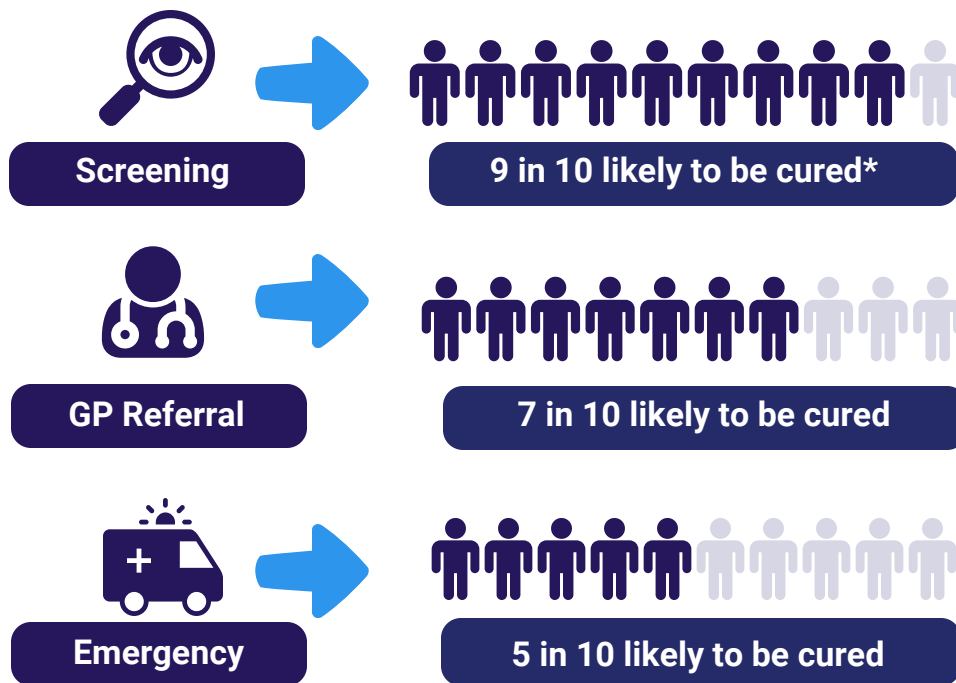 Screening
9 in 10 likely to be cured*
GP Referral
7 in 10 likely to be cured
Emergency
5 in 10 likely to be cured